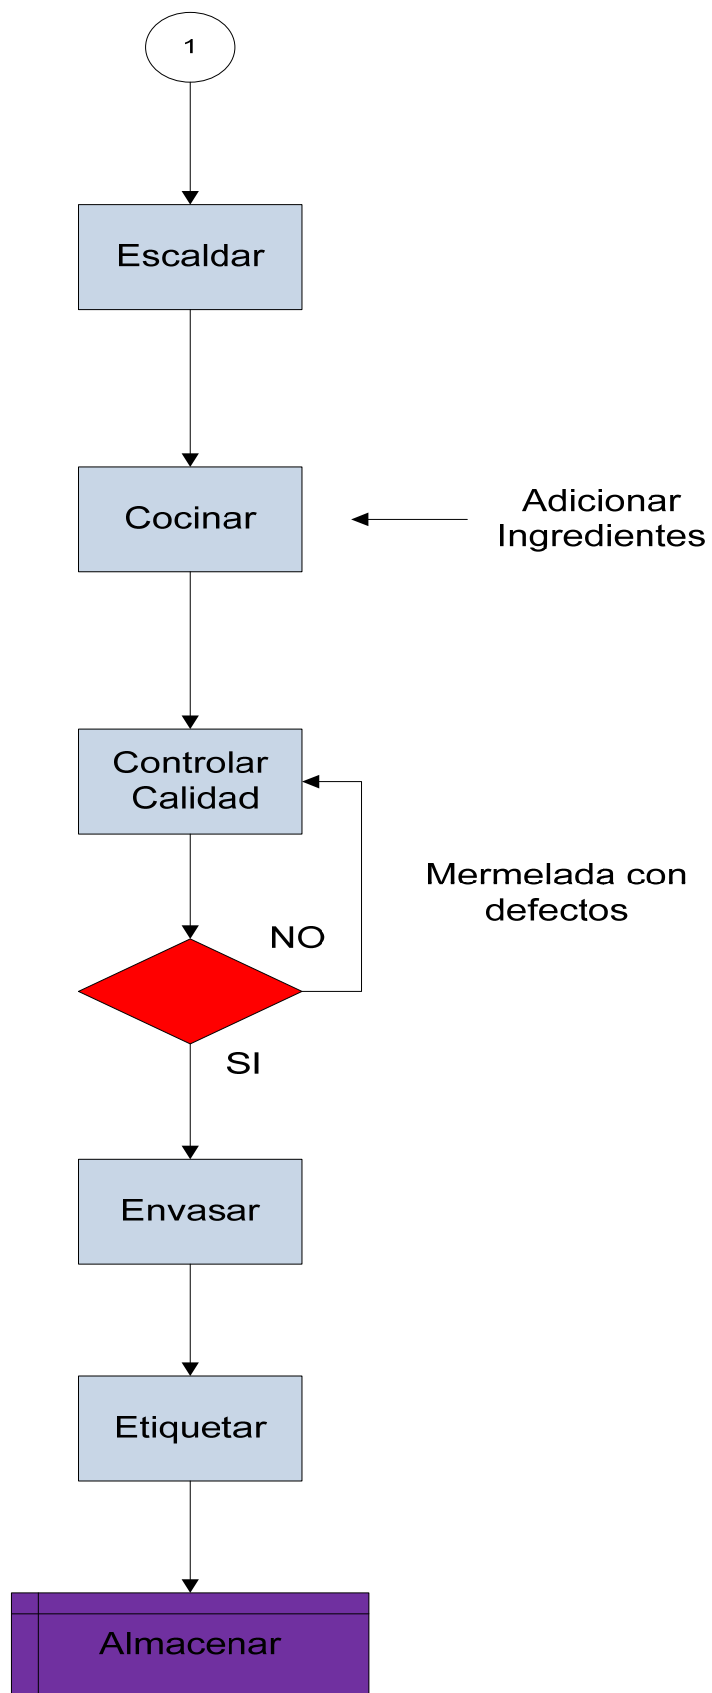 1
Escaldar
Cocinar
Adicionar
Ingredientes
Controlar
Calidad
Mermelada con
defectos
NO
SI
Envasar
Etiquetar
Almacenar